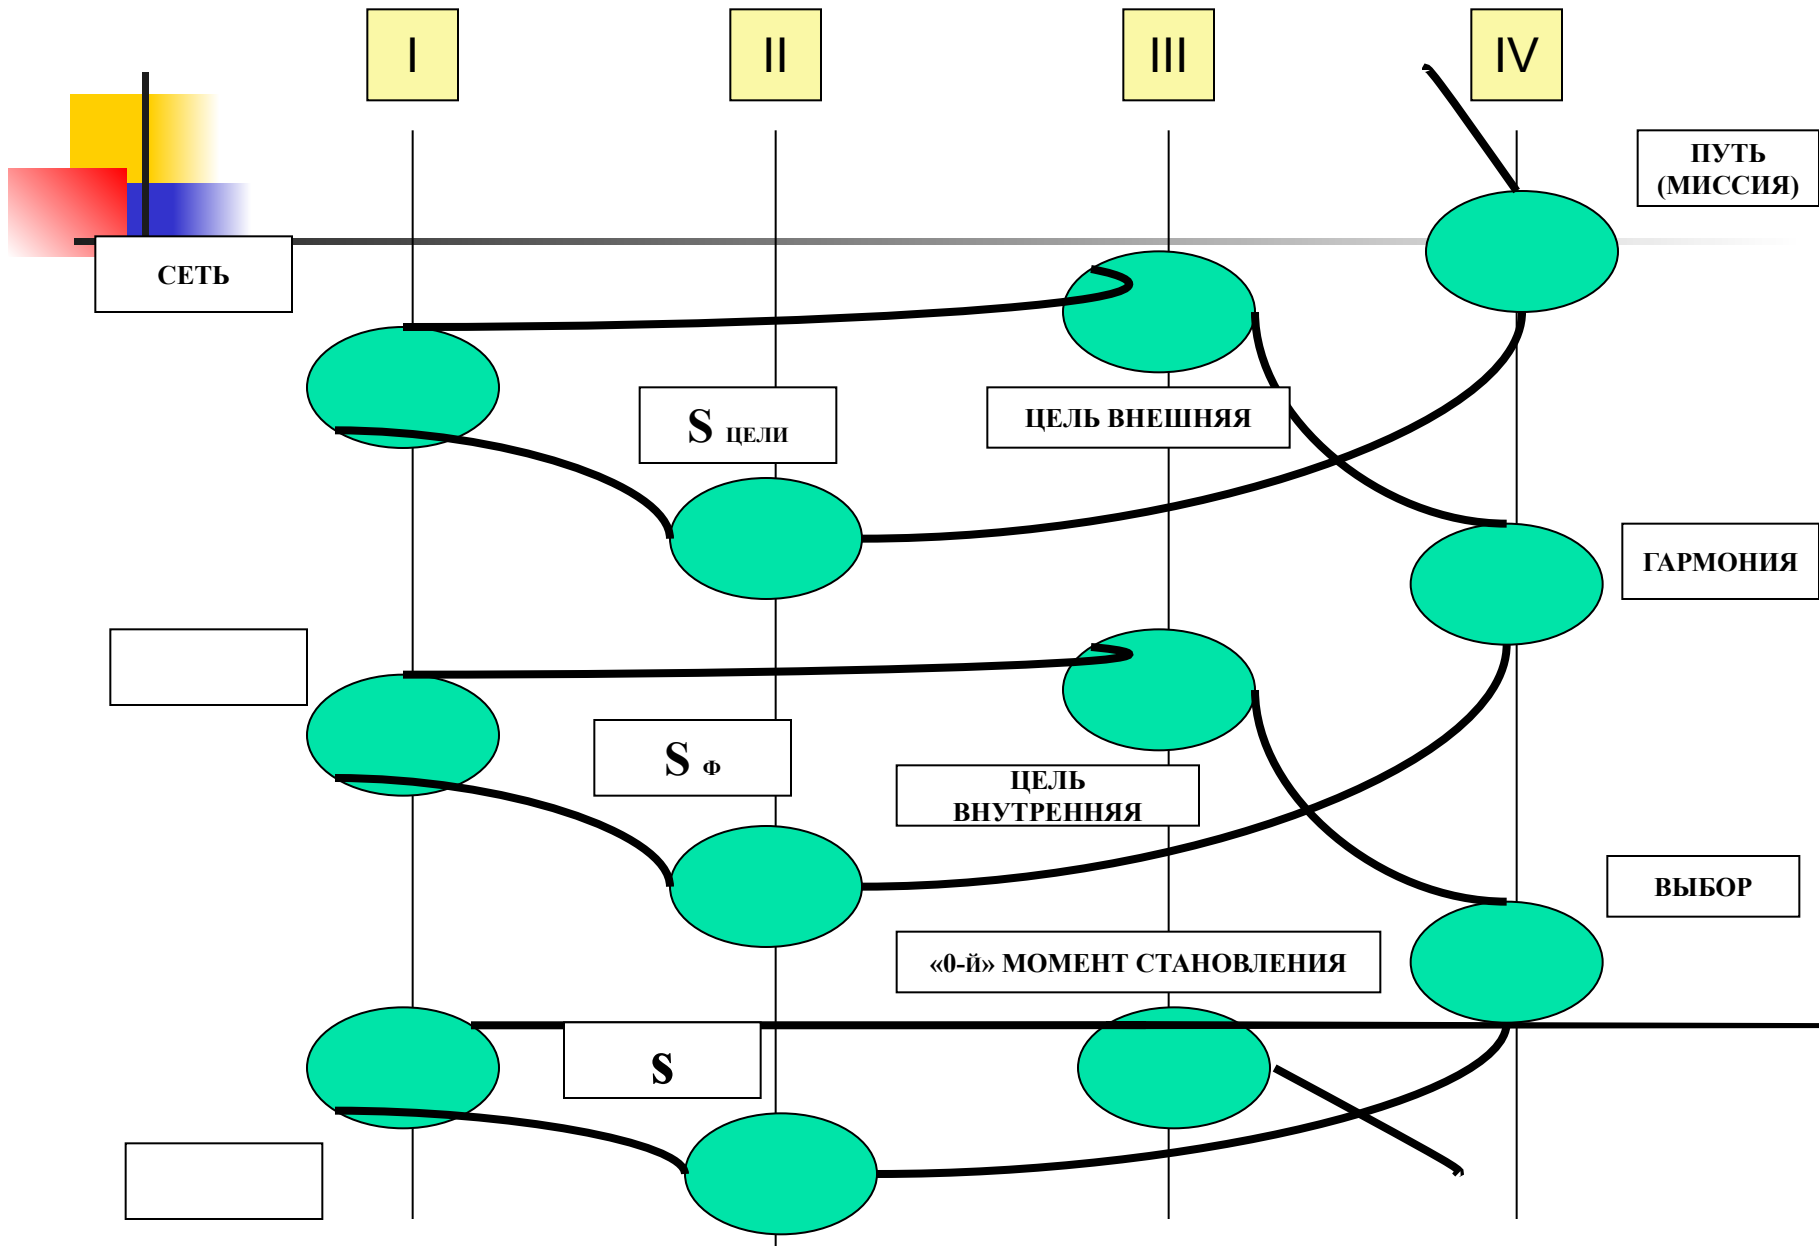 I
II
III
IV
ПУТЬ
(МИССИЯ)
СЕТЬ
S ЦЕЛИ
ЦЕЛЬ ВНЕШНЯЯ
ГАРМОНИЯ
S Ф
ЦЕЛЬ
ВНУТРЕННЯЯ
ВЫБОР
«0-й» МОМЕНТ СТАНОВЛЕНИЯ
s